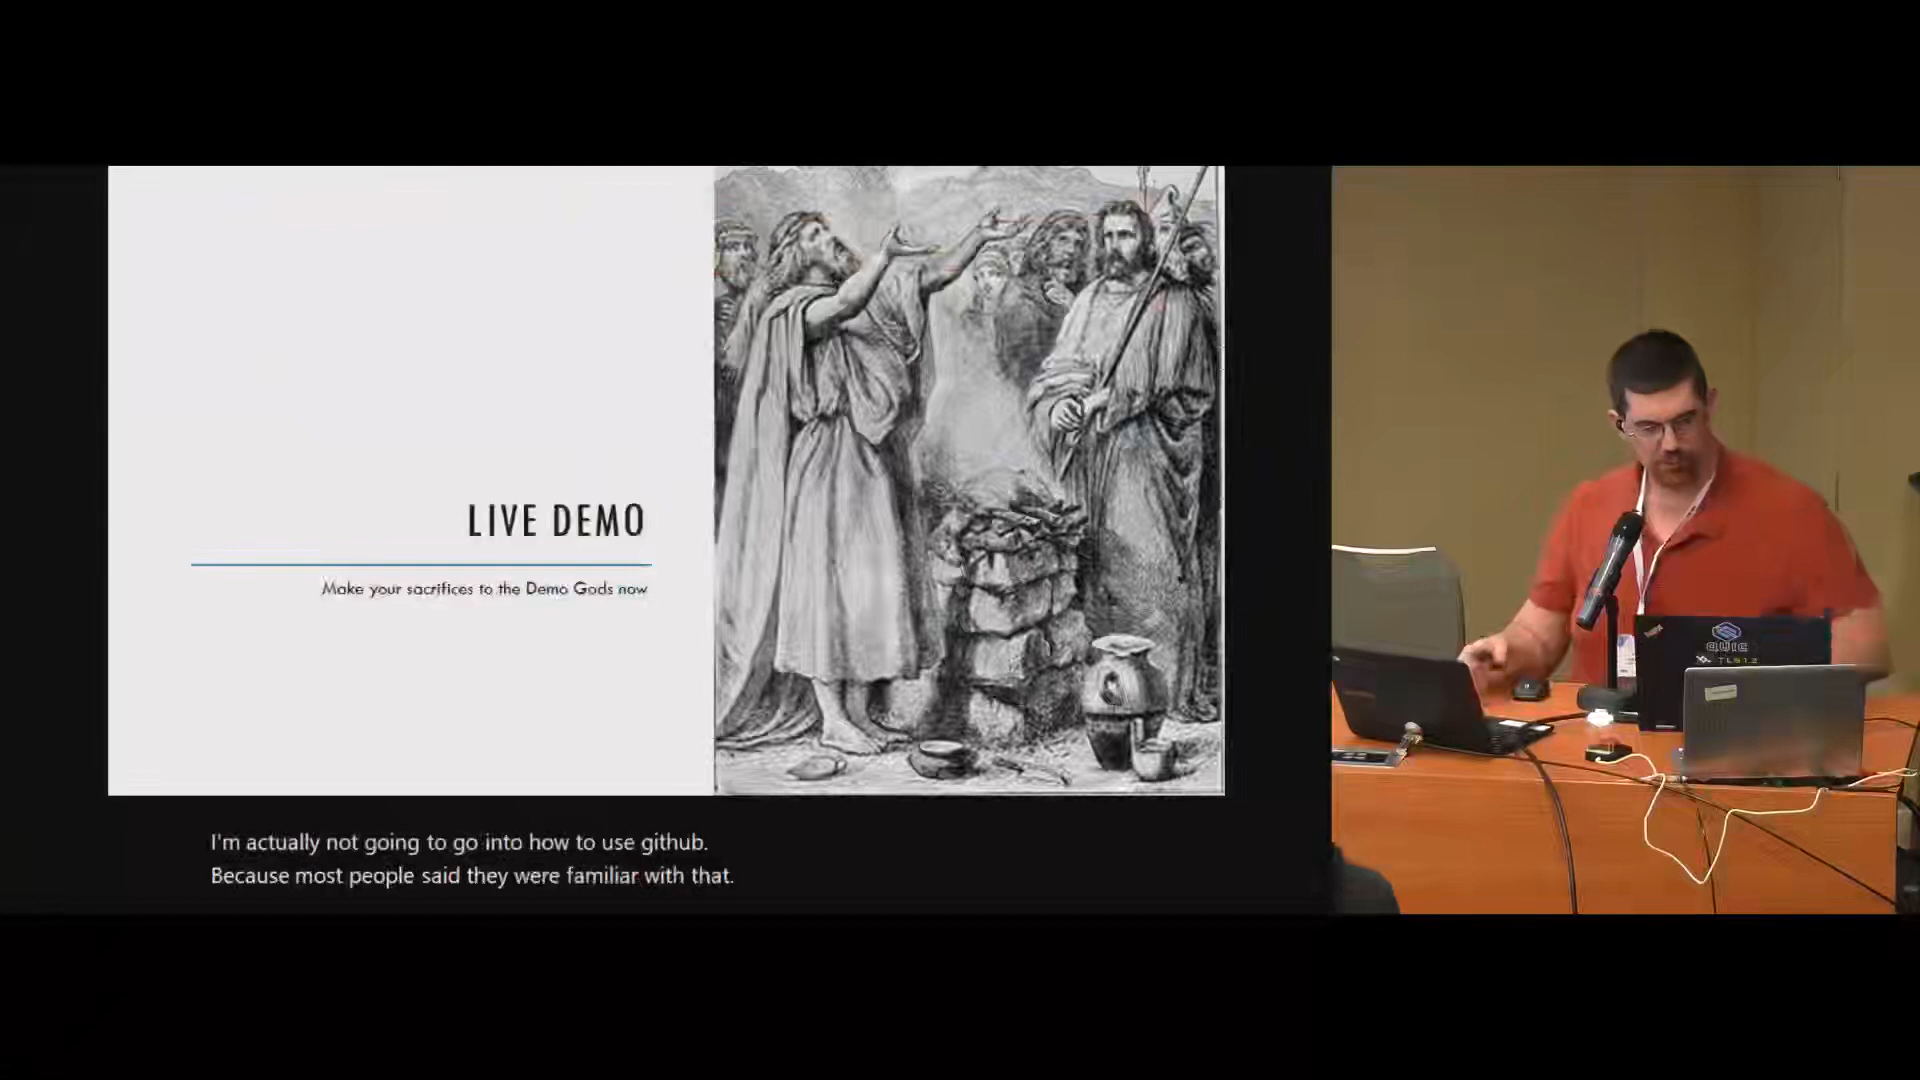 LIVE DEMO
Make your sacrifices to the Demo Gods now
I'm actually not going to go into how to use github.
Because most people said they were familiar with that.
QUIC
TLS1.3